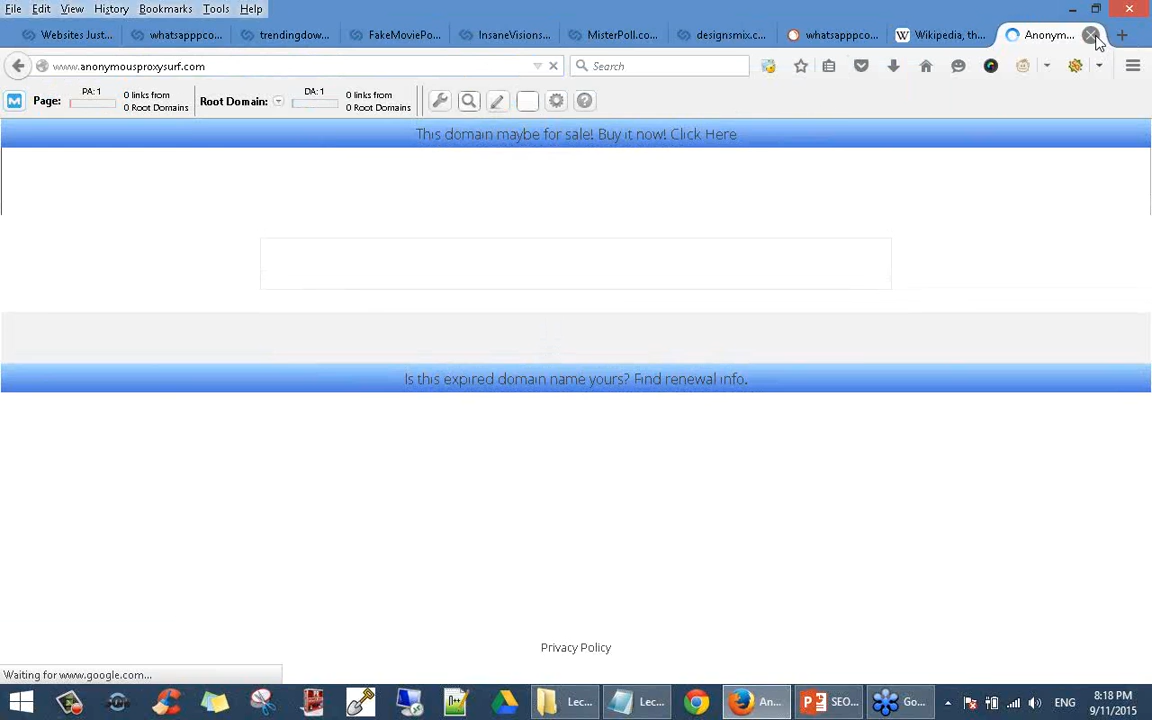 File Edit View History Bookmarks Tools Help
Websites Just... whatsapppco... trendingdow... FakeMoviePo... InsaneVisions... MisterPoll.co... designsmix.c... whatsapppco... Wikipedia, th... Anonym...
www.anonymousproxysurf.com Search
Page: PA: 1 0 links from 0 Root Domains Root Domain: DA: 1 0 links from 0 Root Domains
This domain maybe for sale! Buy it now! Click Here
Is this expired domain name yours? Find renewal info.
Privacy Policy
Waiting for www.google.com...
Lec... Lec... An... SEO... Go... ENG 8:18 PM
9/11/2015